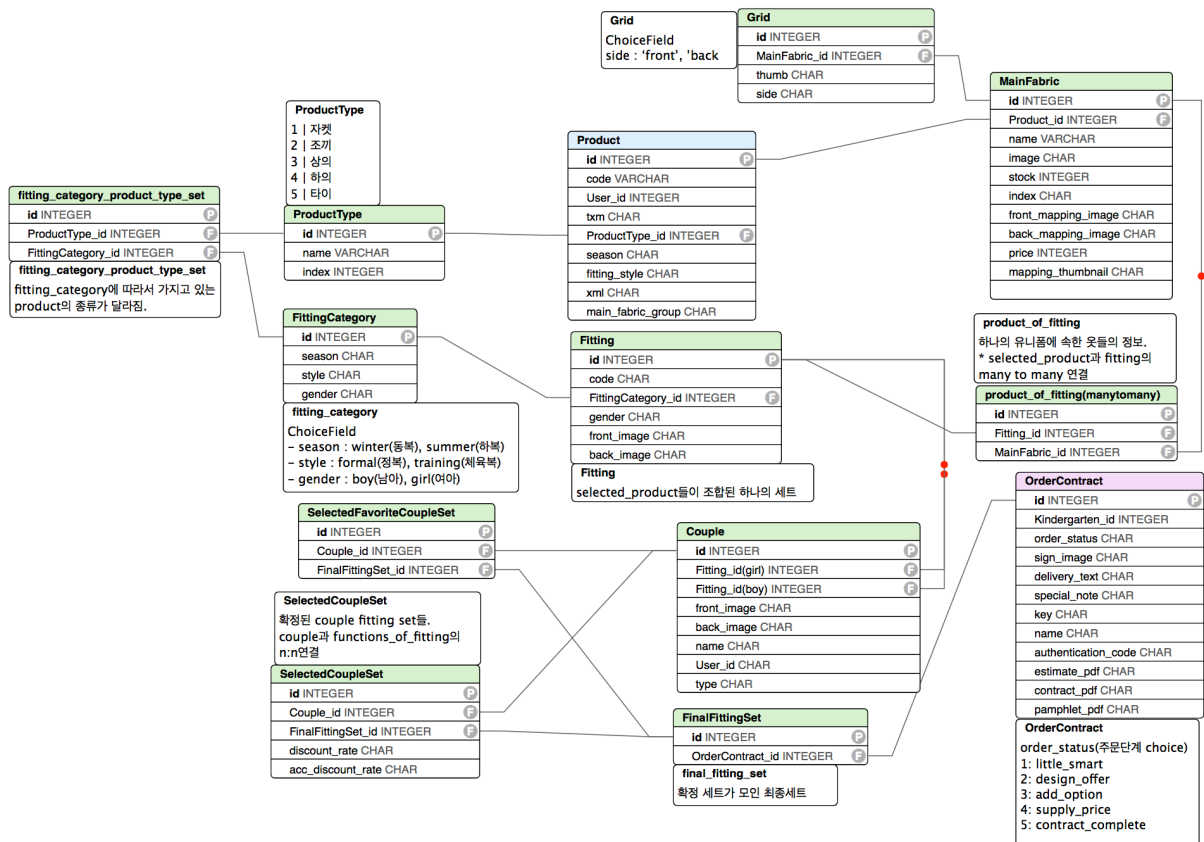 Grid
ChoiceField
side : ‘front’, ’back
Grid
id INTEGER P
MainFabric_id INTEGER F
thumb CHAR
side CHAR
MainFabric
id INTEGER P
Product_id INTEGER F
name VARCHAR
image CHAR
stock INTEGER
index CHAR
front_mapping_image CHAR
back_mapping_image CHAR
price INTEGER
mapping_thumbnail CHAR
ProductType
1 | 자켓
2 | 조끼
3 | 상의
4 | 하의
5 | 타이
Product
id INTEGER P
code VARCHAR
User_id INTEGER
txm CHAR
ProductType_id INTEGER F
season CHAR
fitting_style CHAR
xml CHAR
main_fabric_group CHAR
fitting_category_product_type_set
id INTEGER P
ProductType_id INTEGER F
FittingCategory_id INTEGER F
fitting_category_product_type_set
fitting_category에 따라서 가지고 있는
product의 종류가 달라짐.
ProductType
id INTEGER P
name VARCHAR
index INTEGER
FittingCategory
id INTEGER P
season CHAR
style CHAR
gender CHAR
fitting_category
ChoiceField
– season : winter(동복), summer(하복)
– style : formal(정복), training(체육복)
– gender : boy(남아), girl(여아)
Fitting
id INTEGER P
code CHAR
FittingCategory_id INTEGER F
gender CHAR
front_image CHAR
back_image CHAR
Fitting
selected_product들이 조합된 하나의 세트
product_of_fitting
하나의 유니폼에 속한 옷들의 정보.
* selected_product과 fitting의
many to many 연결
product_of_fitting(manytomany)
id INTEGER P
Fitting_id INTEGER F
MainFabric_id INTEGER F
SelectedFavoriteCoupleSet
id INTEGER P
Couple_id INTEGER F
FinalFittingSet_id INTEGER F
SelectedCoupleSet
확정된 couple fitting set들.
couple과 functions_of_fitting의
n:n연결
SelectedCoupleSet
id INTEGER P
Couple_id INTEGER F
FinalFittingSet_id INTEGER F
discount_rate CHAR
acc_discount_rate CHAR
Couple
id INTEGER P
Fitting_id(girl) INTEGER F
Fitting_id(boy) INTEGER F
front_image CHAR
back_image CHAR
name CHAR
User_id CHAR
type CHAR
FinalFittingSet
id INTEGER P
OrderContract_id INTEGER F
final_fitting_set
확정 세트가 모인 최종세트
OrderContract
id INTEGER P
Kindergarten_id INTEGER
order_status CHAR
sign_image CHAR
delivery_text CHAR
special_note CHAR
key CHAR
name CHAR
authentication_code CHAR
estimate_pdf CHAR
contract_pdf CHAR
pamphlet_pdf CHAR
OrderContract
order_status(주문단계 choice)
1: little_smart
2: design_offer
3: add_option
4: supply_price
5: contract_complete